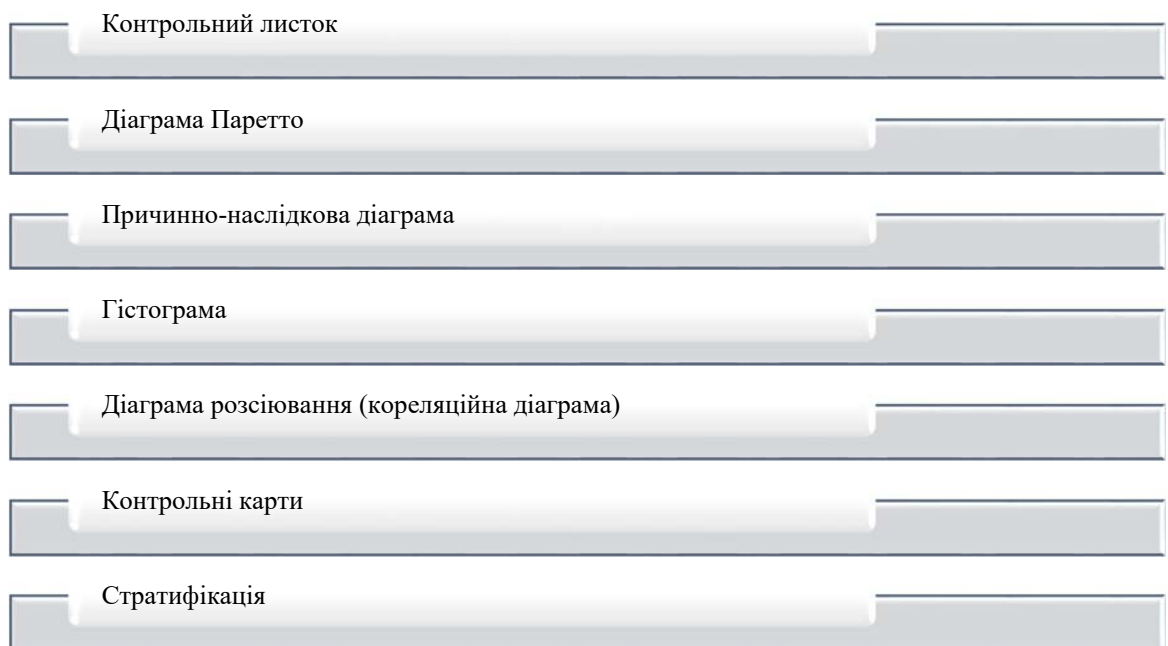 Контрольний листок
Діаграма Паретто
Причинно-наслідкова діаграма
Гістограма
Діаграма розсіювання (кореляційна діаграма)
Контрольні карти
Стратифікація